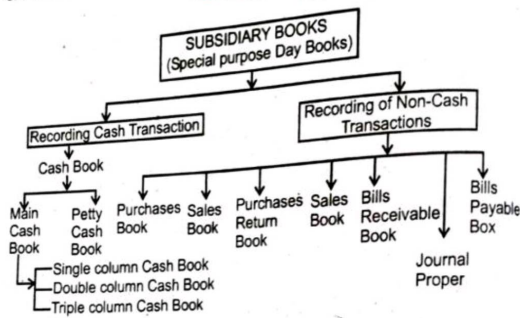 SUBSIDIARY BOOKS
(Special purpose Day Books)
Recording Cash Transaction
Recording of Non-Cash
Transactions
Cash Book
Main
Cash
Book
Petty
Cash
Book
Purchases
Book
Sales
Book
Purchases
Return
Book
Sales
Book
Bills
Receivable
Book
Journal
Proper
Bills
Payable
Box
Single column Cash Book
Double column Cash Book
Triple column Cash Book